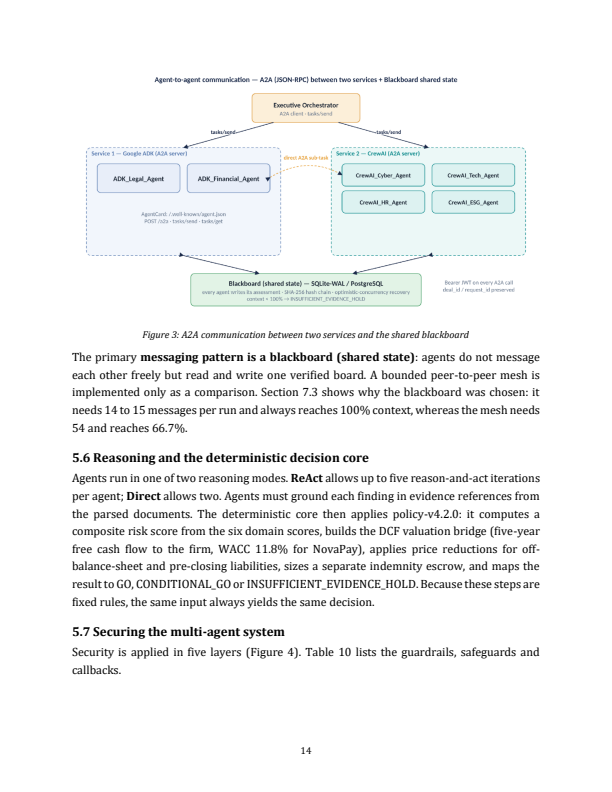 Agent-to-agent communication — A2A (JSON-RPC) between two services + Blackboard shared state
Executive Orchestrator
A2A client · tasks/send
tasks/send
tasks/send
Service 1 — Google ADK (A2A server)
direct A2A sub-task
Service 2 — CrewAI (A2A server)
ADK_Legal_Agent
ADK_Financial_Agent
CrewAI_Cyber_Agent
CrewAI_Tech_Agent
CrewAI_HR_Agent
CrewAI_ESG_Agent
AgentCard: /.well-known/agent.json
POST /a2a · tasks/send · tasks/get
Blackboard (shared state) — SQLite-WAL / PostgreSQL
every agent writes its assessment · SHA-256 hash chain · optimistic-concurrency recovery
context < 100% → INSUFFICIENT_EVIDENCE_HOLD
Bearer JWT on every A2A call
deal_id / request_id preserved
Figure 3: A2A communication between two services and the shared blackboard
The primary messaging pattern is a blackboard (shared state): agents do not message
each other freely but read and write one verified board. A bounded peer-to-peer mesh is
implemented only as a comparison. Section 7.3 shows why the blackboard was chosen: it
needs 14 to 15 messages per run and always reaches 100% context, whereas the mesh needs
54 and reaches 66.7%.
5.6 Reasoning and the deterministic decision core
Agents run in one of two reasoning modes. ReAct allows up to five reason-and-act iterations
per agent; Direct allows two. Agents must ground each finding in evidence references from
the parsed documents. The deterministic core then applies policy-v4.2.0: it computes a
composite risk score from the six domain scores, builds the DCF valuation bridge (five-year
free cash flow to the firm, WACC 11.8% for NovaPay), applies price reductions for off-
balance-sheet and pre-closing liabilities, sizes a separate indemnity escrow, and maps the
result to GO, CONDITIONAL_GO or INSUFFICIENT_EVIDENCE_HOLD. Because these steps are
fixed rules, the same input always yields the same decision.
5.7 Securing the multi-agent system
Security is applied in five layers (Figure 4). Table 10 lists the guardrails, safeguards and
callbacks.
14